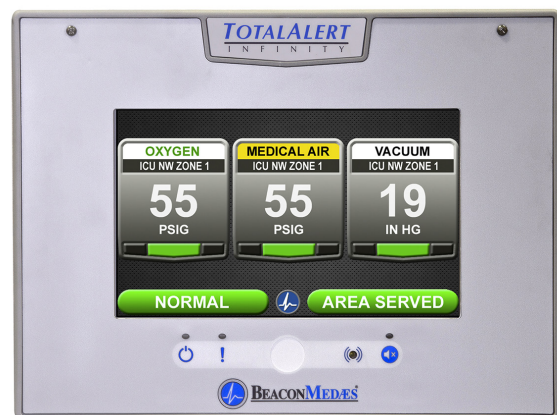 TOTALALERT
INFINITY
OXYGEN
ICU NW ZONE 1
55
PSIG
MEDICAL AIR
ICU NW ZONE 1
55
PSIG
VACUUM
ICU NW ZONE 1
19
IN HG
NORMAL
AREA SERVED
!
BEACONMEDÆS